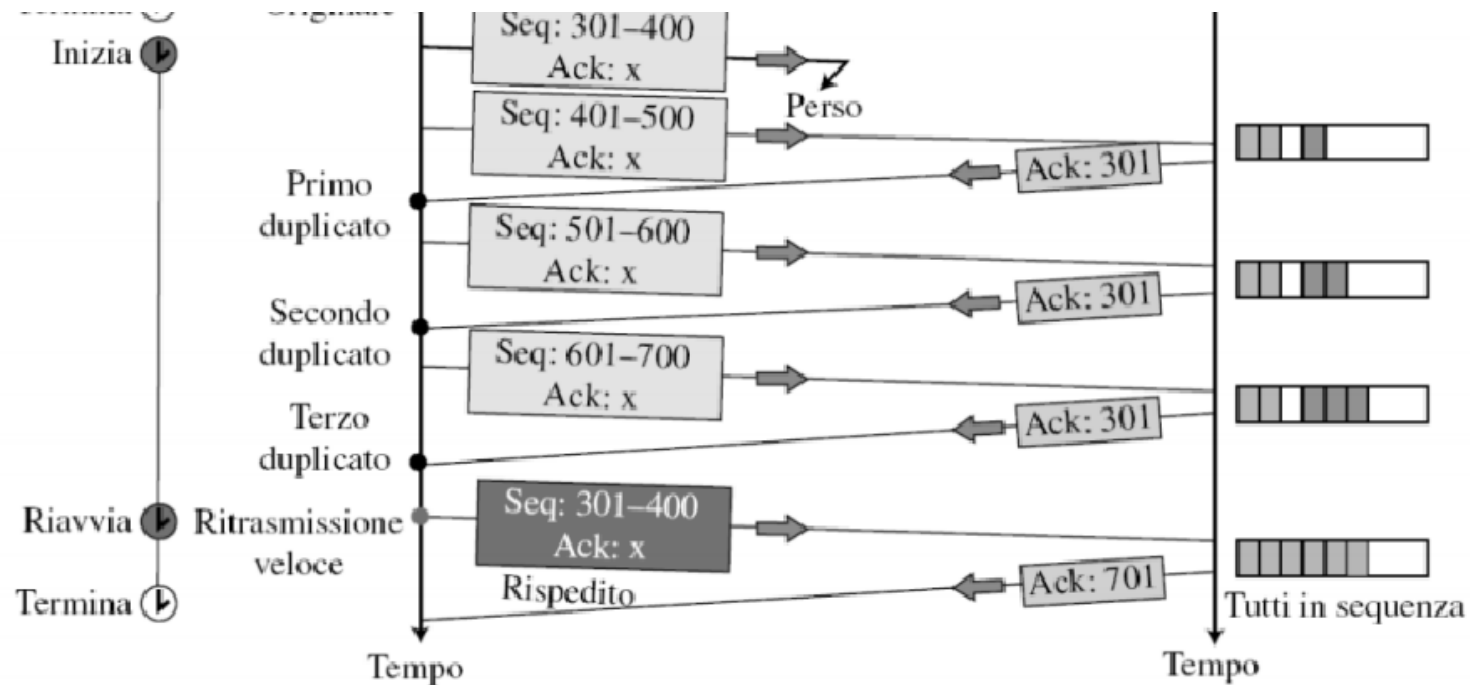 Originale
Inizia
Seq: 301–400
Ack: x
Perso
Seq: 401–500
Ack: x
Ack: 301
Primo
duplicato
Seq: 501–600
Ack: x
Ack: 301
Secondo
duplicato
Seq: 601–700
Ack: x
Ack: 301
Terzo
duplicato
Riavvia
Ritrasmissione
veloce
Seq: 301–400
Ack: x
Rispedito
Ack: 701
Termina
Tutti in sequenza
Tempo
Tempo